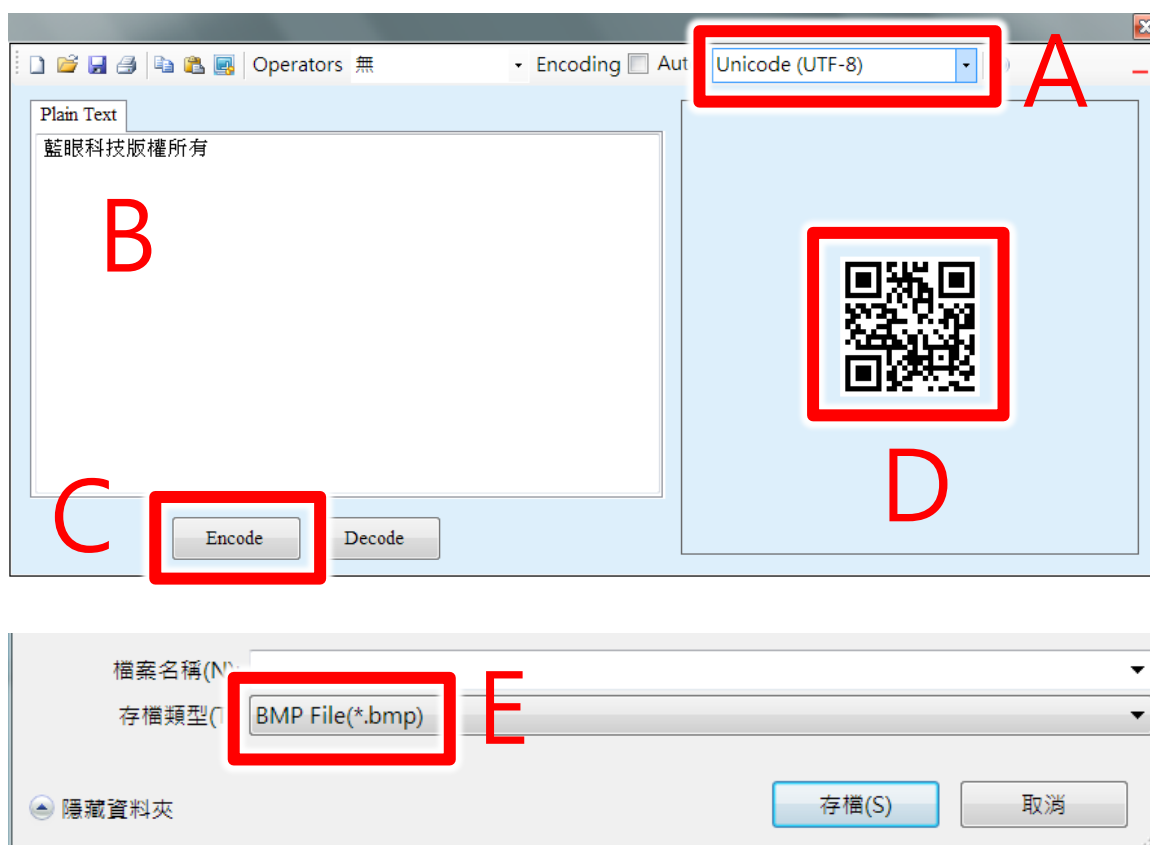 A
Operators 無 Encoding Aut Unicode (UTF-8)
Plain Text
藍眼科技版權所有
B
C
D
Encode Decode
檔案名稱(N):
E
存檔類型(T BMP File(*.bmp)
隱藏資料夾 存檔(S) 取消